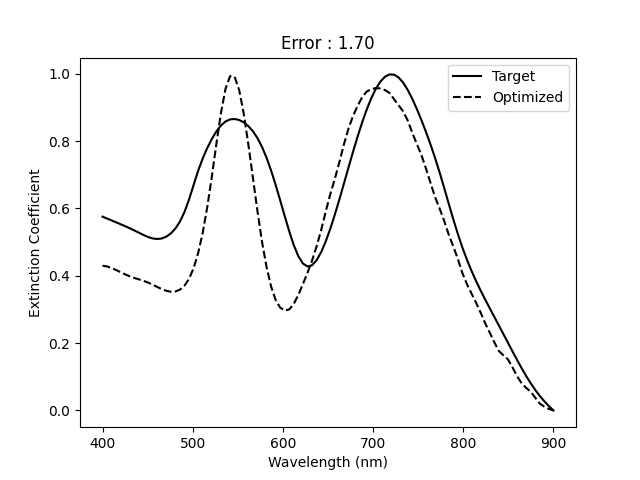 Error : 1.70
Target
Optimized
1.0
0.8
0.6
0.4
0.2
0.0
Extinction Coefficient
400 500 600 700 800 900
Wavelength (nm)